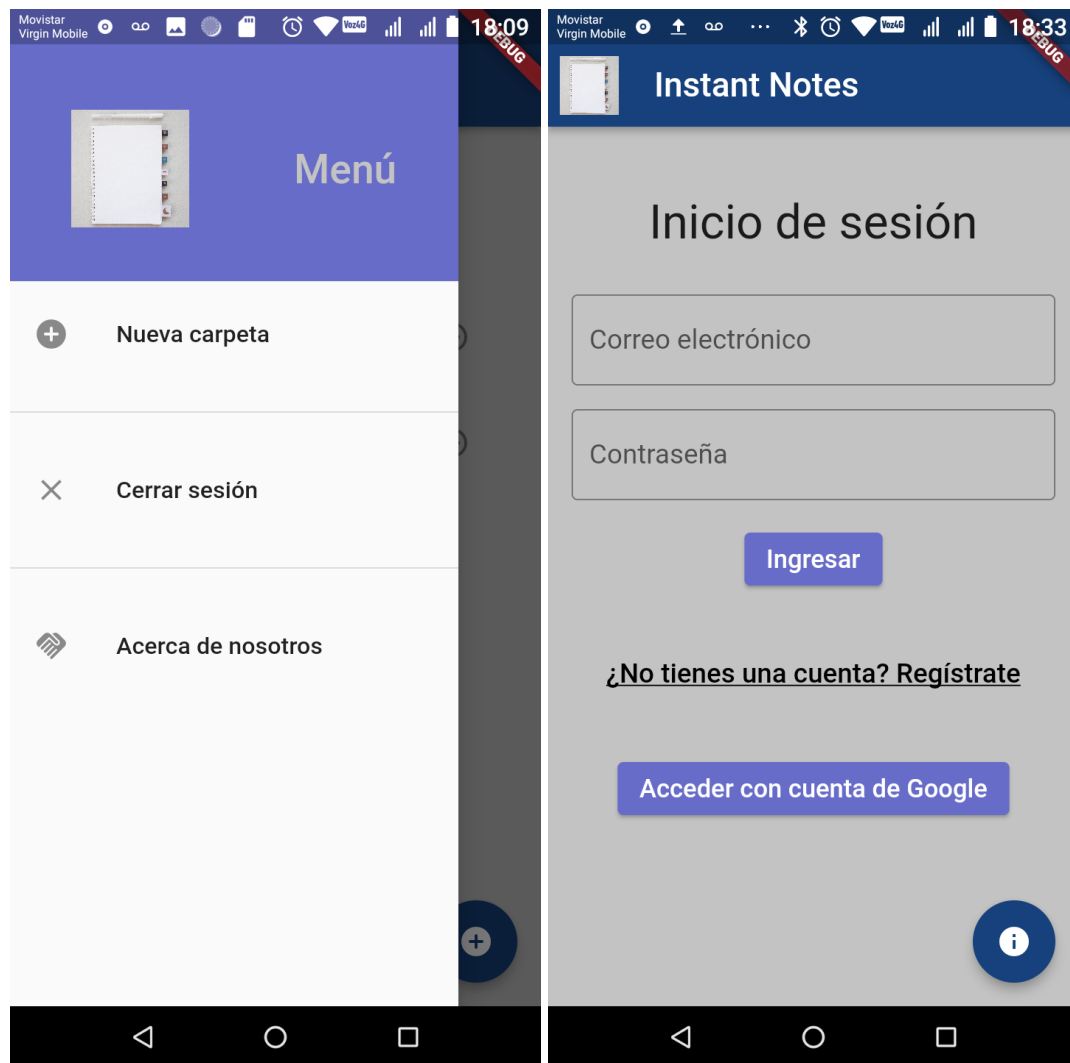 Movistar
Virgin Mobile
Voz4G
18:09
DEBUG
Menú
Nueva carpeta
Cerrar sesión
Acerca de nosotros
Movistar
Virgin Mobile
Voz4G
18:33
DEBUG
Instant Notes
Inicio de sesión
Correo electrónico
Contraseña
Ingresar
¿No tienes una cuenta? Regístrate
Acceder con cuenta de Google